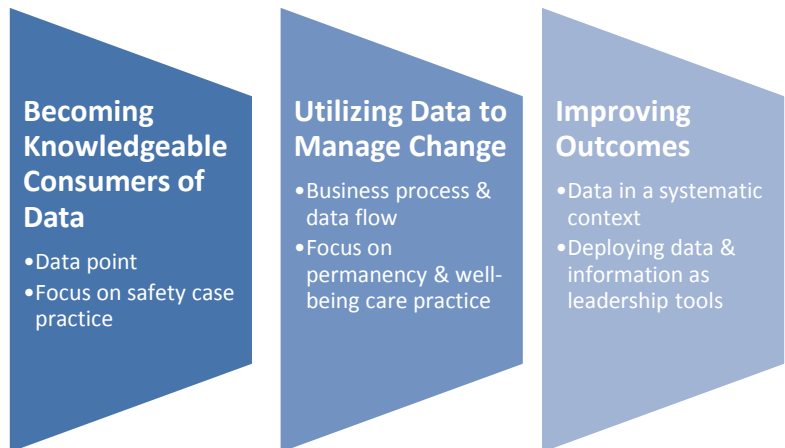 Becoming
Knowledgeable
Consumers of
Data
•Data point
•Focus on safety case
practice
Utilizing Data to
Manage Change
•Business process &
data flow
•Focus on
permanency & well-
being care practice
Improving
Outcomes
•Data in a systematic
context
•Deploying data &
information as
leadership tools